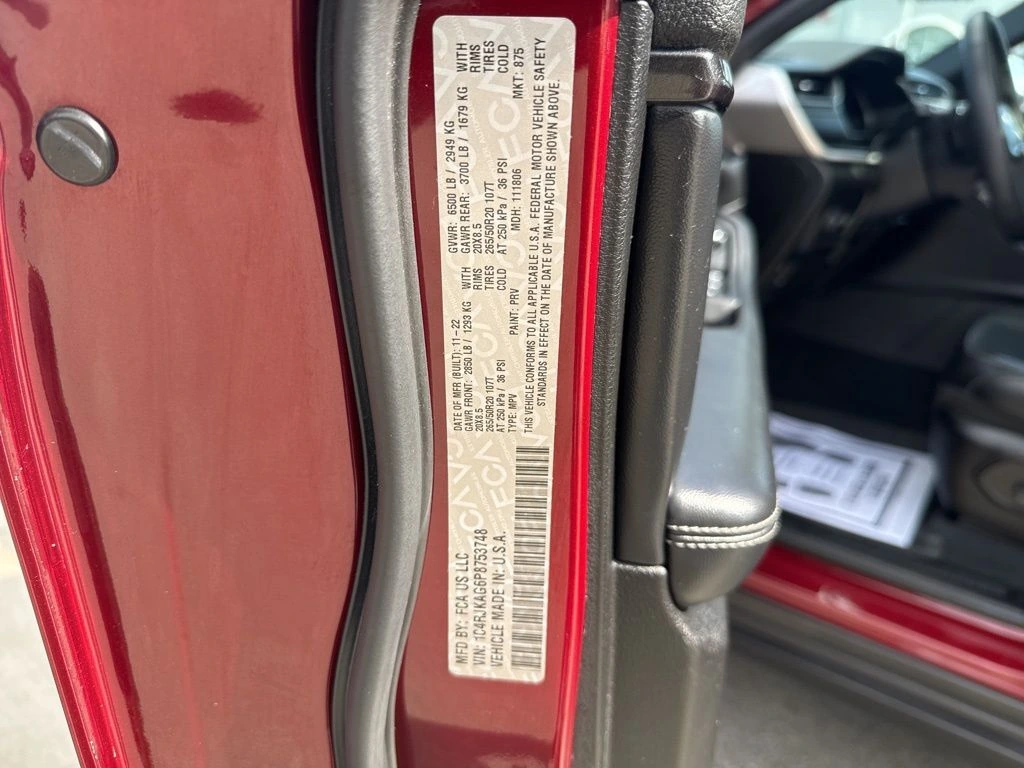 MFD BY: FCA US LLC
DATE OF MFR (BUILT): 11-22
GVWR: 6500 LB / 2949 KG
GAWR FRONT: 2850 LB / 1293 KG WITH
20X8.5 RIMS
265/50R20 107T TIRES
AT 250 kPa / 36 PSI COLD
GAWR REAR: 3700 LB / 1679 KG WITH
20X8.5 RIMS
265/50R20 107T TIRES
AT 250 kPa / 36 PSI COLD
VIN: 1C4RJKAG6P8753748
TYPE: MPV PAINT: PRV MDH: 111806 MKT: 875
VEHICLE MADE IN: U.S.A.
THIS VEHICLE CONFORMS TO ALL APPLICABLE U.S.A. FEDERAL MOTOR VEHICLE SAFETY
STANDARDS IN EFFECT ON THE DATE OF MANUFACTURE SHOWN ABOVE.